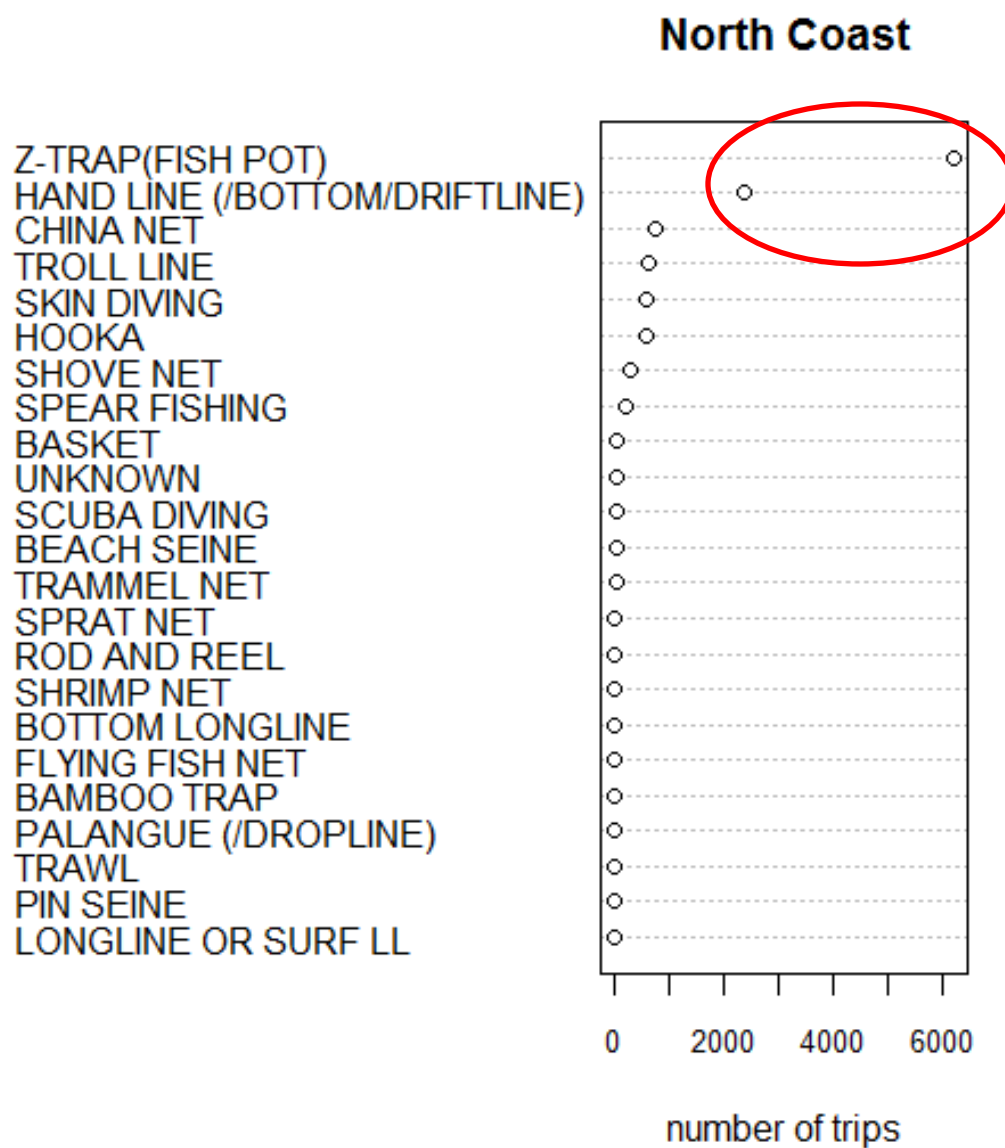 North Coast
Z-TRAP(FISH POT)
HAND LINE (/BOTTOM/DRIFTLINE)
CHINA NET
TROLL LINE
SKIN DIVING
HOOKA
SHOVE NET
SPEAR FISHING
BASKET
UNKNOWN
SCUBA DIVING
BEACH SEINE
TRAMMEL NET
SPRAT NET
ROD AND REEL
SHRIMP NET
BOTTOM LONGLINE
FLYING FISH NET
BAMBOO TRAP
PALANGUE (/DROPLINE)
TRAWL
PIN SEINE
LONGLINE OR SURF LL
0 2000 4000 6000
number of trips